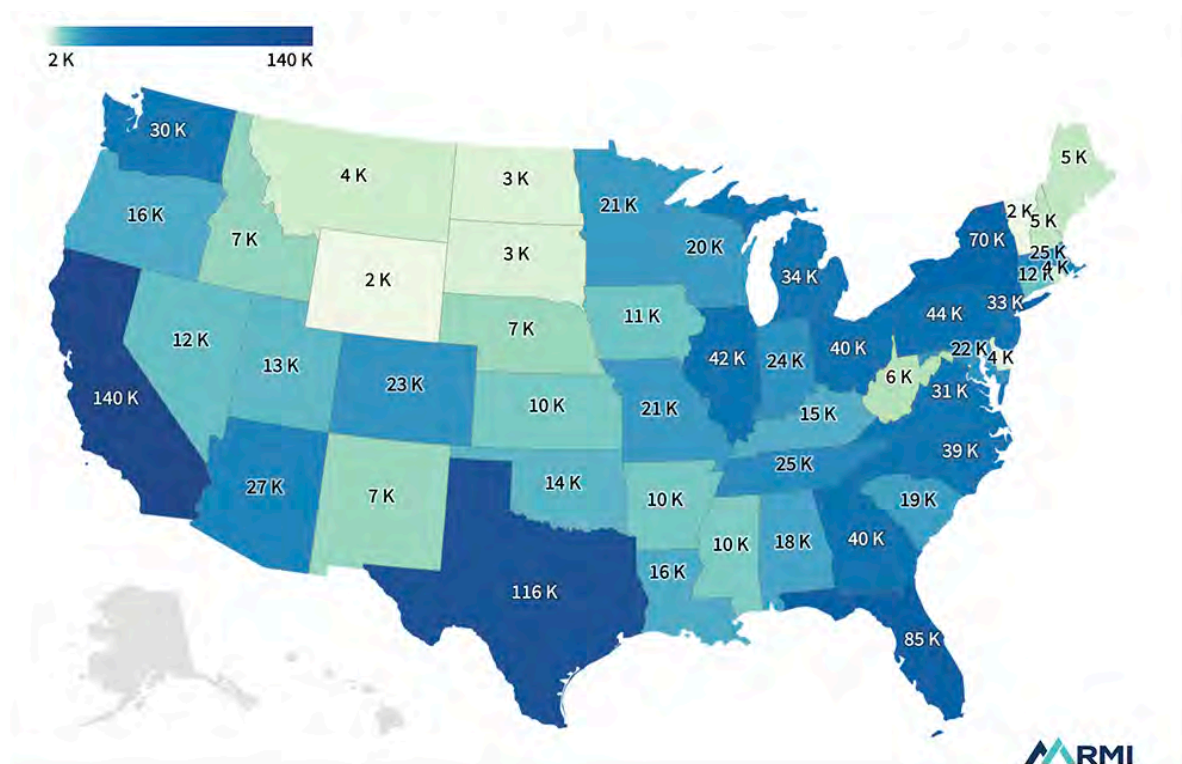 2 K 140 K
30 K
5 K
4 K
3 K
21 K
2 K
5 K
16 K
7 K
20 K
70 K
25 K
3 K
4 K
12 K
2 K
34 K
33 K
11 K
44 K
7 K
12 K
22 K
4 K
13 K
42 K
24 K
40 K
23 K
6 K
31 K
140 K
10 K
21 K
15 K
39 K
25 K
27 K
14 K
7 K
10 K
19 K
10 K
18 K
40 K
16 K
116 K
85 K
RMI